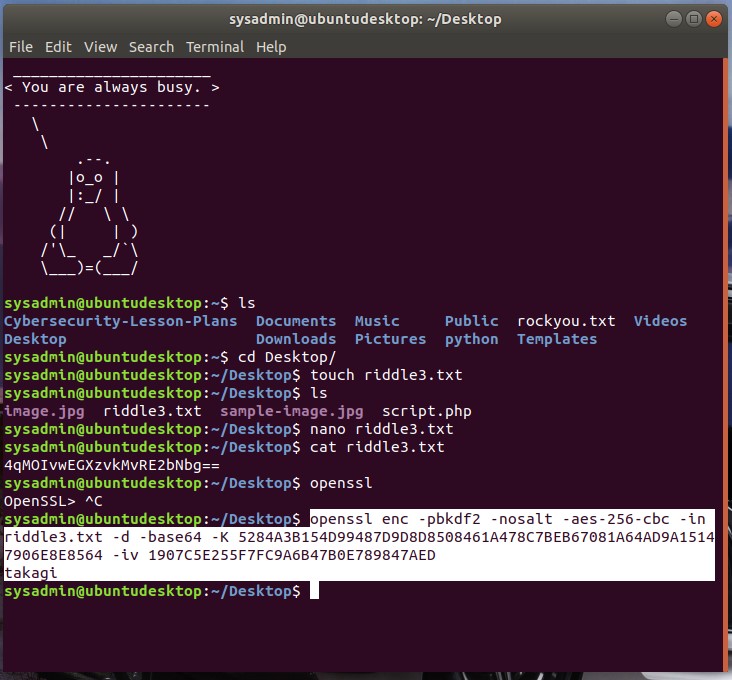 sysadmin@ubuntudesktop: ~/Desktop
File Edit View Search Terminal Help
 ______________________
< You are always busy. >
 ----------------------
   \
    \
        .--.
       |o_o |
       |:_/ |
      //   \ \
     (|     | )
    /'\_   _/`\
    \___)=(___/
sysadmin@ubuntudesktop:~$ ls
Cybersecurity-Lesson-Plans  Documents  Music     Public  rockyou.txt  Videos
Desktop                     Downloads  Pictures  python  Templates
sysadmin@ubuntudesktop:~$ cd Desktop/
sysadmin@ubuntudesktop:~/Desktop$ touch riddle3.txt
sysadmin@ubuntudesktop:~/Desktop$ ls
image.jpg  riddle3.txt  sample-image.jpg  script.php
sysadmin@ubuntudesktop:~/Desktop$ nano riddle3.txt
sysadmin@ubuntudesktop:~/Desktop$ cat riddle3.txt
4qMOIvwEGXzvkMvRE2bNbg==
sysadmin@ubuntudesktop:~/Desktop$ openssl
OpenSSL> ^C
sysadmin@ubuntudesktop:~/Desktop$ openssl enc -pbkdf2 -nosalt -aes-256-cbc -in
riddle3.txt -d -base64 -K 5284A3B154D99487D9D8D8508461A478C7BEB67081A64AD9A1514
7906E8E8564 -iv 1907C5E255F7FC9A6B47B0E789847AED
takagi
sysadmin@ubuntudesktop:~/Desktop$